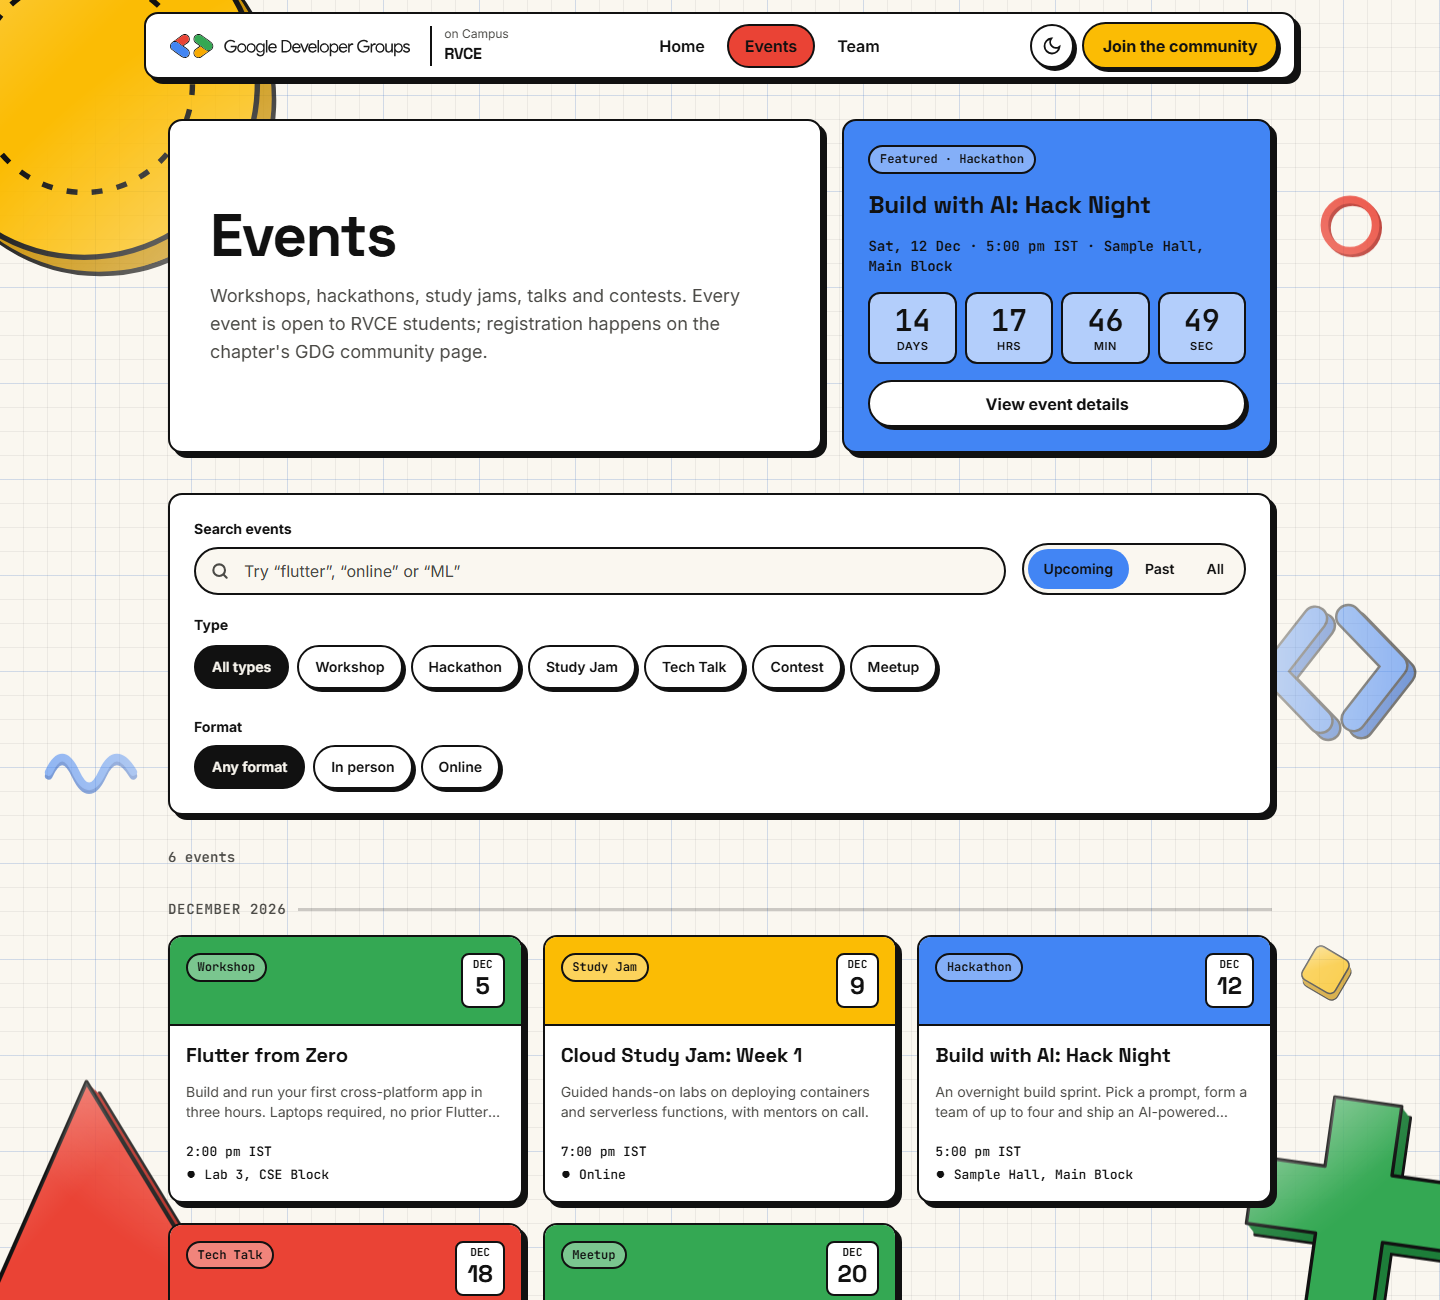 Google Developer Groups
on Campus
RVCE
Home
Events
Team
Join the community
Events
Workshops, hackathons, study jams, talks and contests. Every
event is open to RVCE students; registration happens on the
chapter's GDG community page.
Featured · Hackathon
Build with AI: Hack Night
Sat, 12 Dec · 5:00 pm IST · Sample Hall,
Main Block
14
DAYS
17
HRS
46
MIN
49
SEC
View event details
Search events
Try “flutter”, “online” or “ML”
Upcoming
Past
All
Type
All types
Workshop
Hackathon
Study Jam
Tech Talk
Contest
Meetup
Format
Any format
In person
Online
6 events
DECEMBER 2026
Workshop
DEC
5
Flutter from Zero
Build and run your first cross-platform app in
three hours. Laptops required, no prior Flutter...
2:00 pm IST
Lab 3, CSE Block
Study Jam
DEC
9
Cloud Study Jam: Week 1
Guided hands-on labs on deploying containers
and serverless functions, with mentors on call.
7:00 pm IST
Online
Hackathon
DEC
12
Build with AI: Hack Night
An overnight build sprint. Pick a prompt, form a
team of up to four and ship an AI-powered...
5:00 pm IST
Sample Hall, Main Block
Tech Talk
DEC
18
Meetup
DEC
20